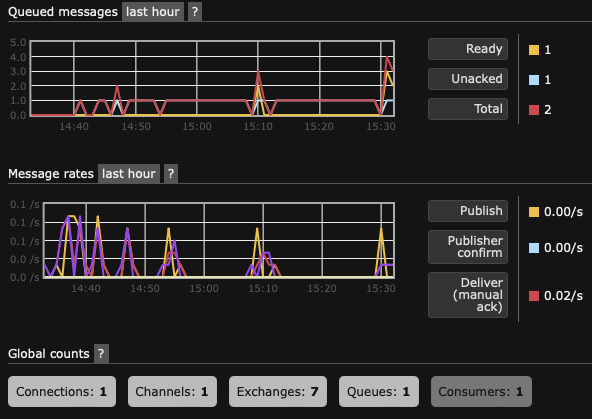 Queued messages last hour ?
5.0
4.0
3.0
2.0
1.0
0.0
14:40 14:50 15:00 15:10 15:20 15:30
Ready 1
Unacked 1
Total 2
Message rates last hour ?
0.1 /s
0.1 /s
0.1 /s
0.0 /s
0.0 /s
14:40 14:50 15:00 15:10 15:20 15:30
Publish 0.00/s
Publisher
confirm 0.00/s
Deliver
(manual
ack) 0.02/s
Global counts ?
Connections: 1 Channels: 1 Exchanges: 7 Queues: 1 Consumers: 1